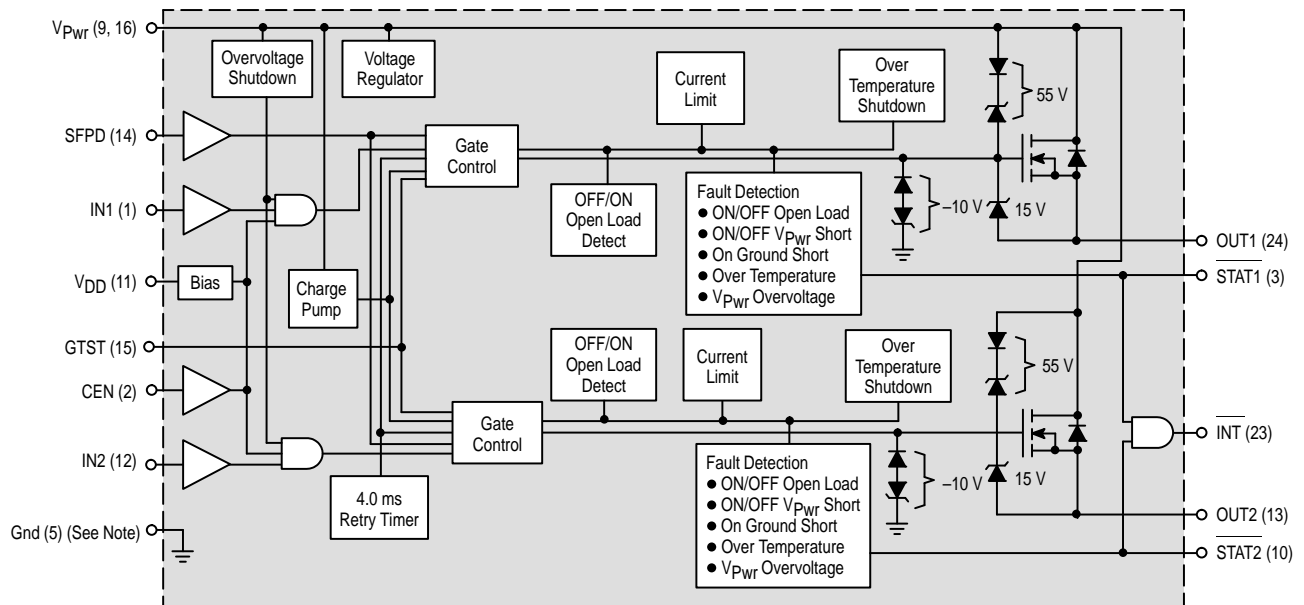 VPwr (9, 16)
Overvoltage
Shutdown
Voltage
Regulator
Current
Limit
Over
Temperature
Shutdown
55 V
SFPD (14)
Gate
Control
IN1 (1)
OFF/ON
Open Load
Detect
Fault Detection
● ON/OFF Open Load
● ON/OFF VPwr Short
● On Ground Short
● Over Temperature
● VPwr Overvoltage
–10 V
15 V
OUT1 (24)
STAT1 (3)
VDD (11)
Bias
Charge
Pump
GTST (15)
OFF/ON
Open Load
Detect
Current
Limit
Over
Temperature
Shutdown
55 V
CEN (2)
Gate
Control
INT (23)
IN2 (12)
4.0 ms
Retry Timer
Fault Detection
● ON/OFF Open Load
● ON/OFF VPwr Short
● On Ground Short
● Over Temperature
● VPwr Overvoltage
–10 V
15 V
OUT2 (13)
STAT2 (10)
Gnd (5) (See Note)